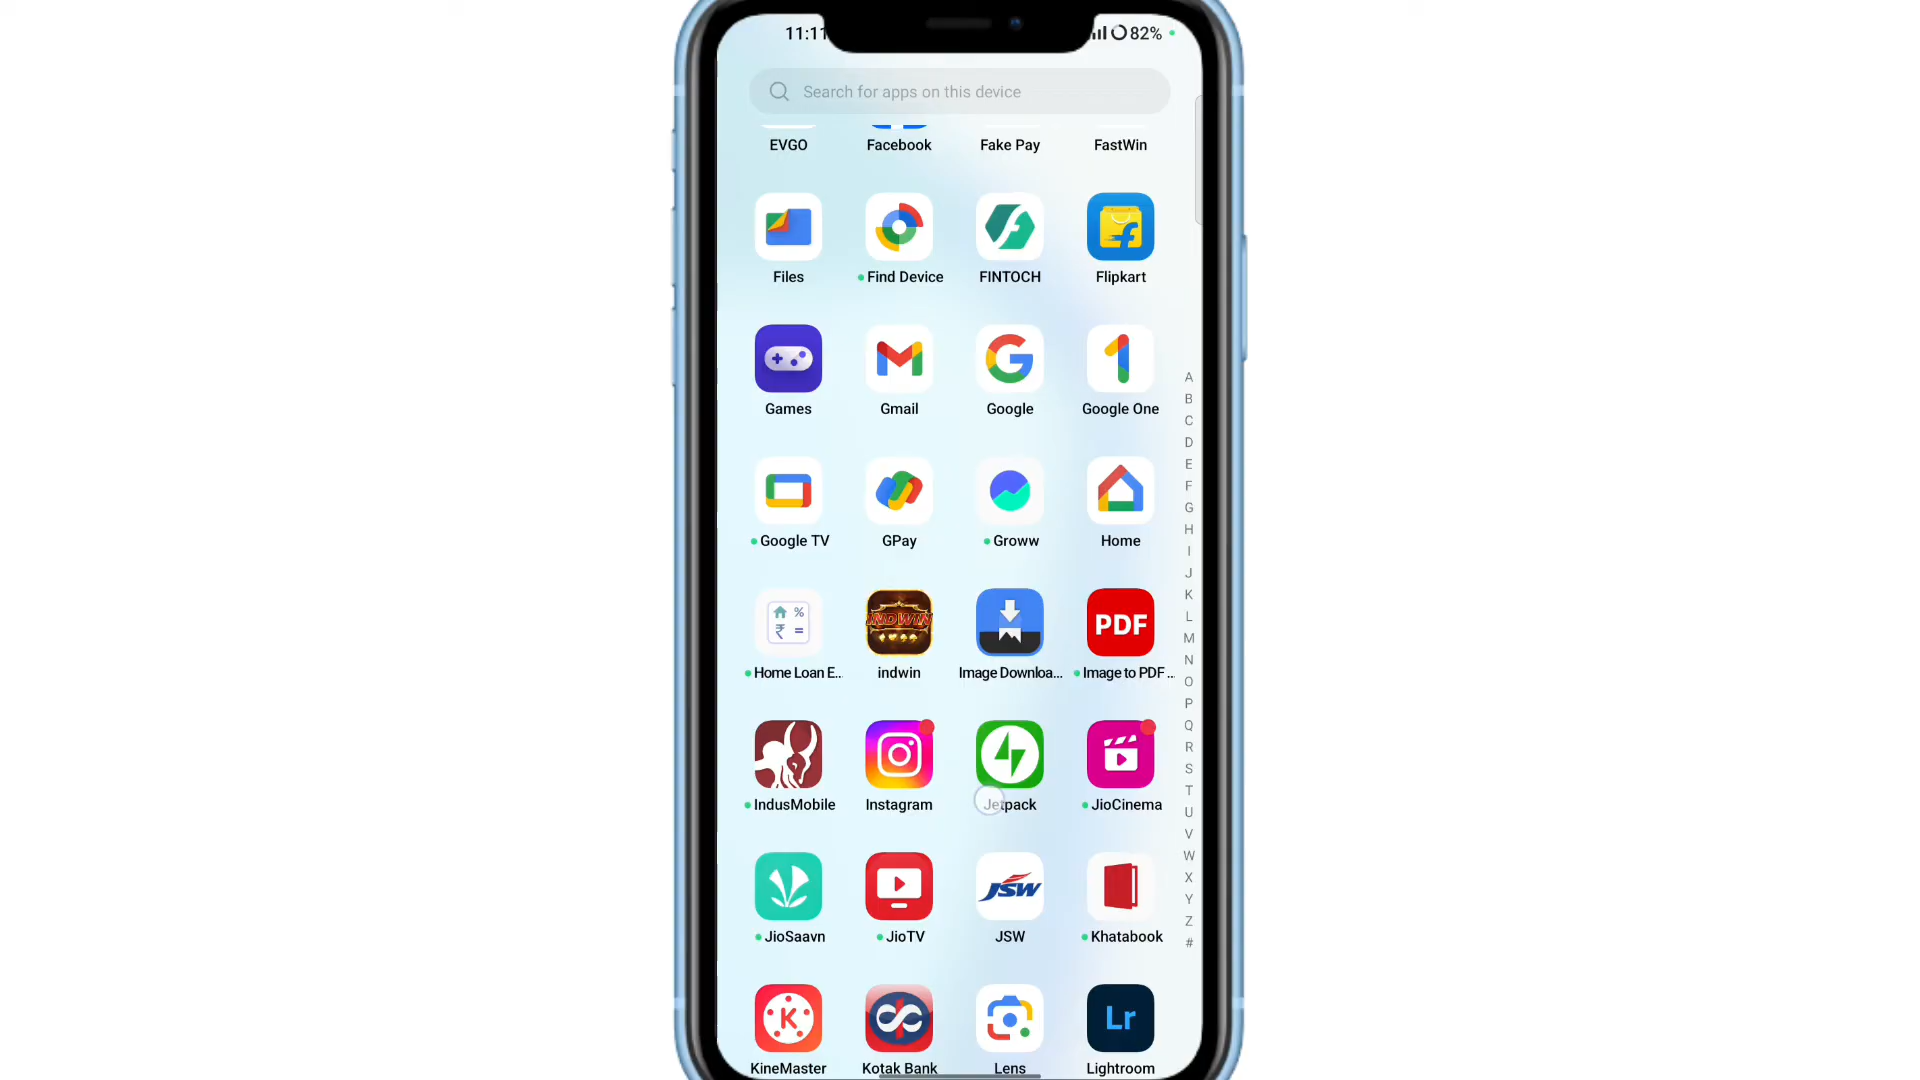 11:11 82%
Search for apps on this device
EVGO Facebook Fake Pay FastWin
Files Find Device FINTOCH Flipkart
Games Gmail Google Google One
Google TV GPay Groww Home
INDWIN
PDF
Home Loan E... indwin Image Downloa... Image to PDF ...
IndusMobile Instagram Jetpack JioCinema
JSW
JioSaavn JioTV JSW Khatabook
K Lr
KineMaster Kotak Bank Lens Lightroom
A
B
C
D
E
F
G
H
I
J
K
L
M
N
O
P
Q
R
S
T
U
V
W
X
Y
Z
#